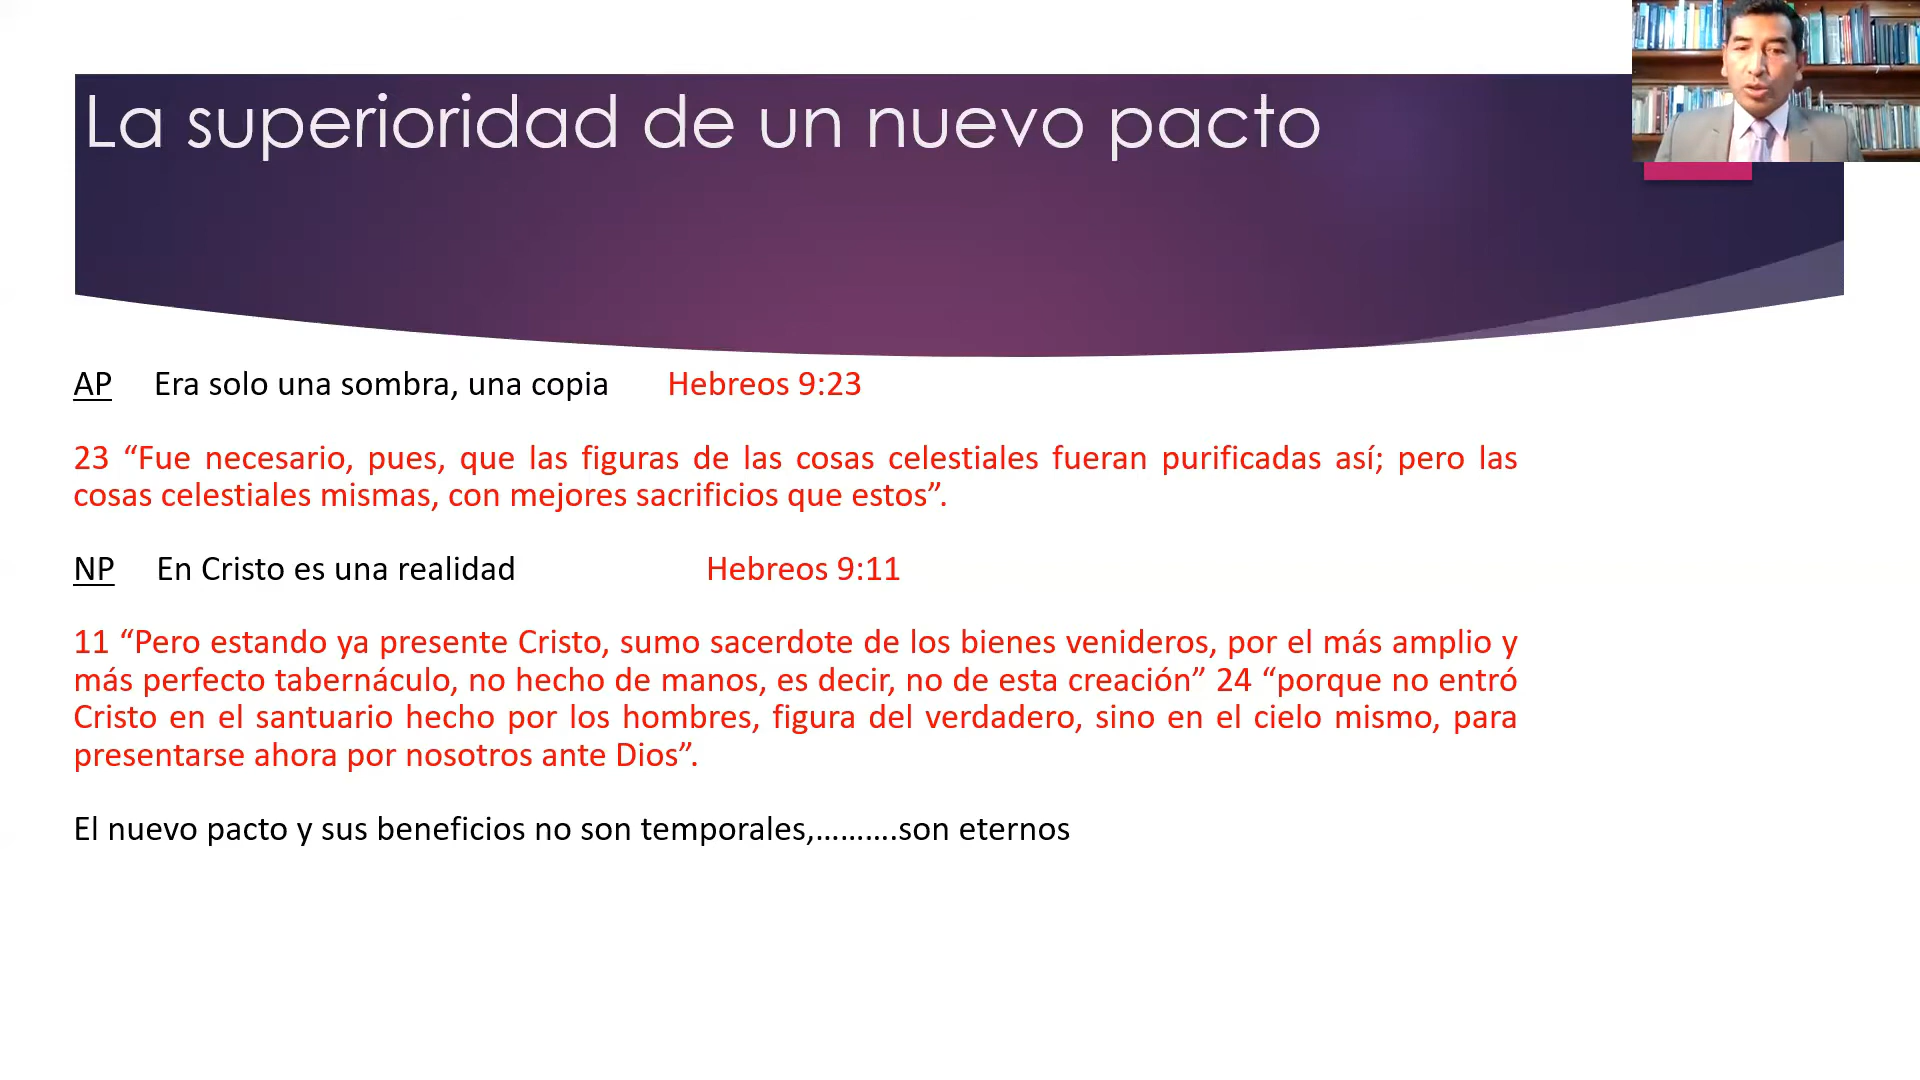 La superioridad de un nuevo pacto
AP Era solo una sombra, una copia Hebreos 9:23
23 “Fue necesario, pues, que las figuras de las cosas celestiales fueran purificadas así; pero las
cosas celestiales mismas, con mejores sacrificios que estos”.
NP En Cristo es una realidad Hebreos 9:11
11 “Pero estando ya presente Cristo, sumo sacerdote de los bienes venideros, por el más amplio y
más perfecto tabernáculo, no hecho de manos, es decir, no de esta creación” 24 “porque no entró
Cristo en el santuario hecho por los hombres, figura del verdadero, sino en el cielo mismo, para
presentarse ahora por nosotros ante Dios”.
El nuevo pacto y sus beneficios no son temporales,……….son eternos